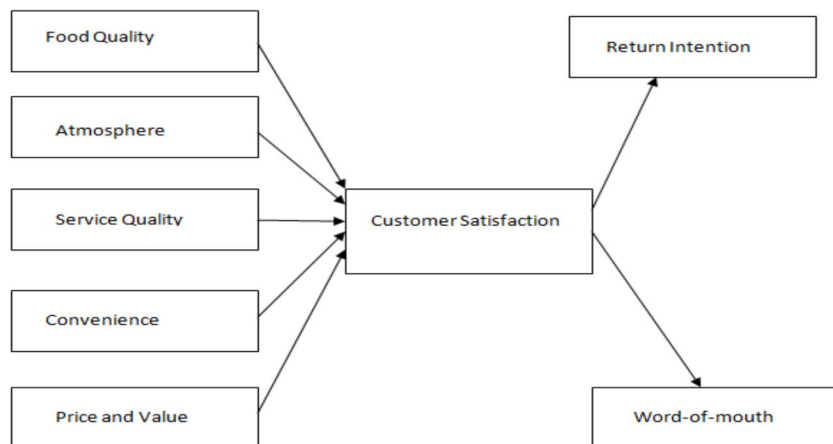 Food Quality
Atmosphere
Service Quality
Convenience
Price and Value
Customer Satisfaction
Return Intention
Word-of-mouth